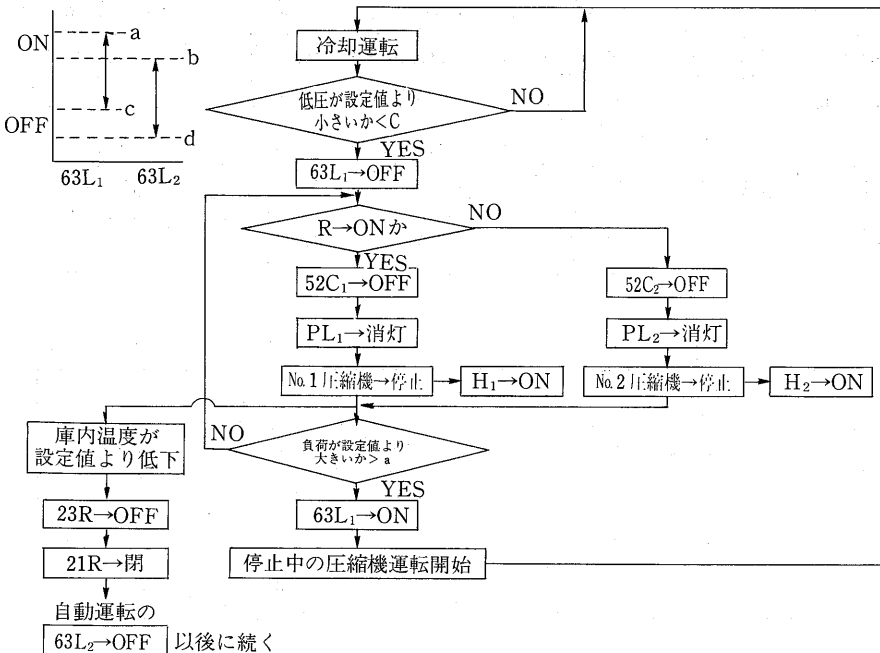 ON
OFF
a
b
c
d
63L₁
63L₂
冷却運転
低圧が設定値より
小さいか<C
NO
YES
63L₁→OFF
R→ONか
NO
YES
52C₁→OFF
52C₂→OFF
PL₁→消灯
PL₂→消灯
No.1圧縮機→停止
H₁→ON
No.2圧縮機→停止
H₂→ON
庫内温度が
設定値より低下
NO
負荷が設定値より
大きいか>a
YES
23R→OFF
63L₁→ON
21R→閉
停止中の圧縮機運転開始
自動運転の
63L₂→OFF 以後に続く